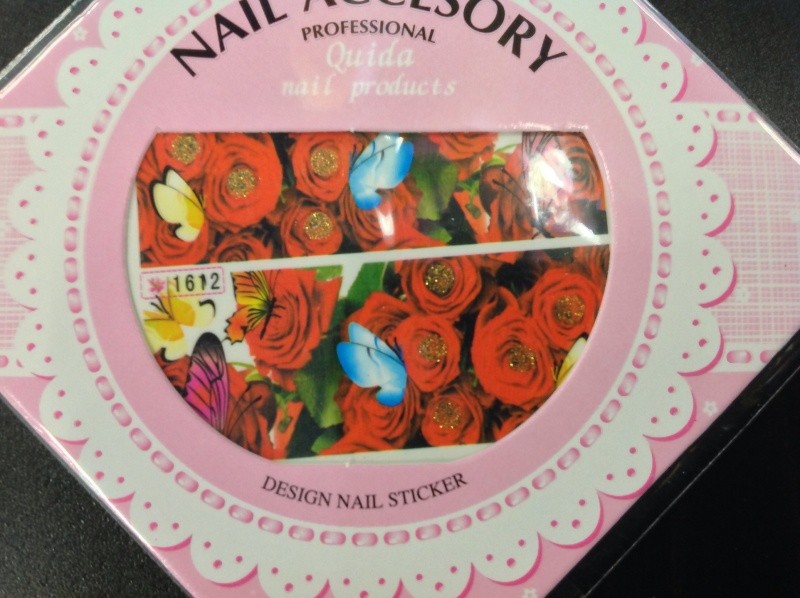 NAIL ACCESORY
PROFESSIONAL
Quida
nail products
1612
DESIGN NAIL STICKER